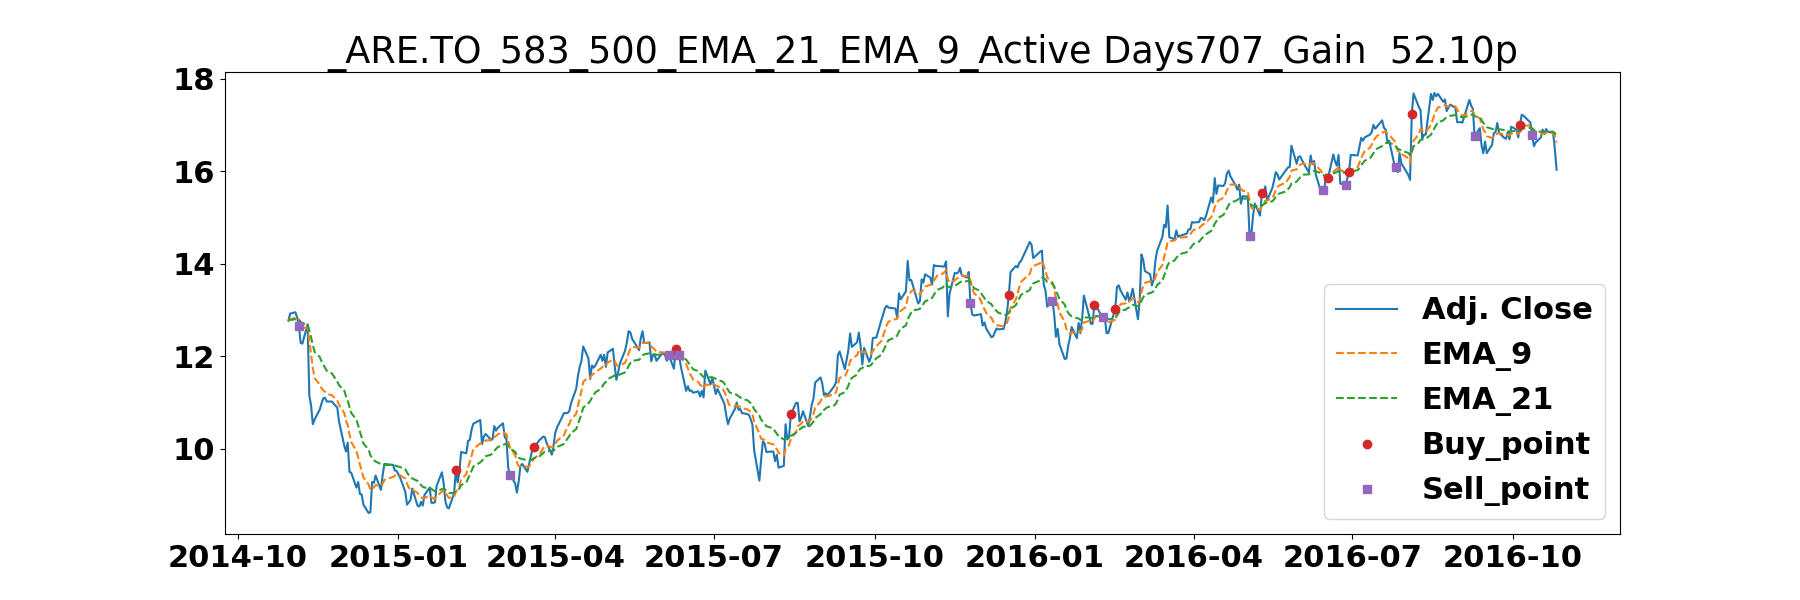 _ARE.TO_583_500_EMA_21_EMA_9_Active Days707_Gain  52.10p
18
16
14
12
10
2014-10 2015-01 2015-04 2015-07 2015-10 2016-01 2016-04 2016-07 2016-10
Adj. Close
EMA_9
EMA_21
Buy_point
Sell_point